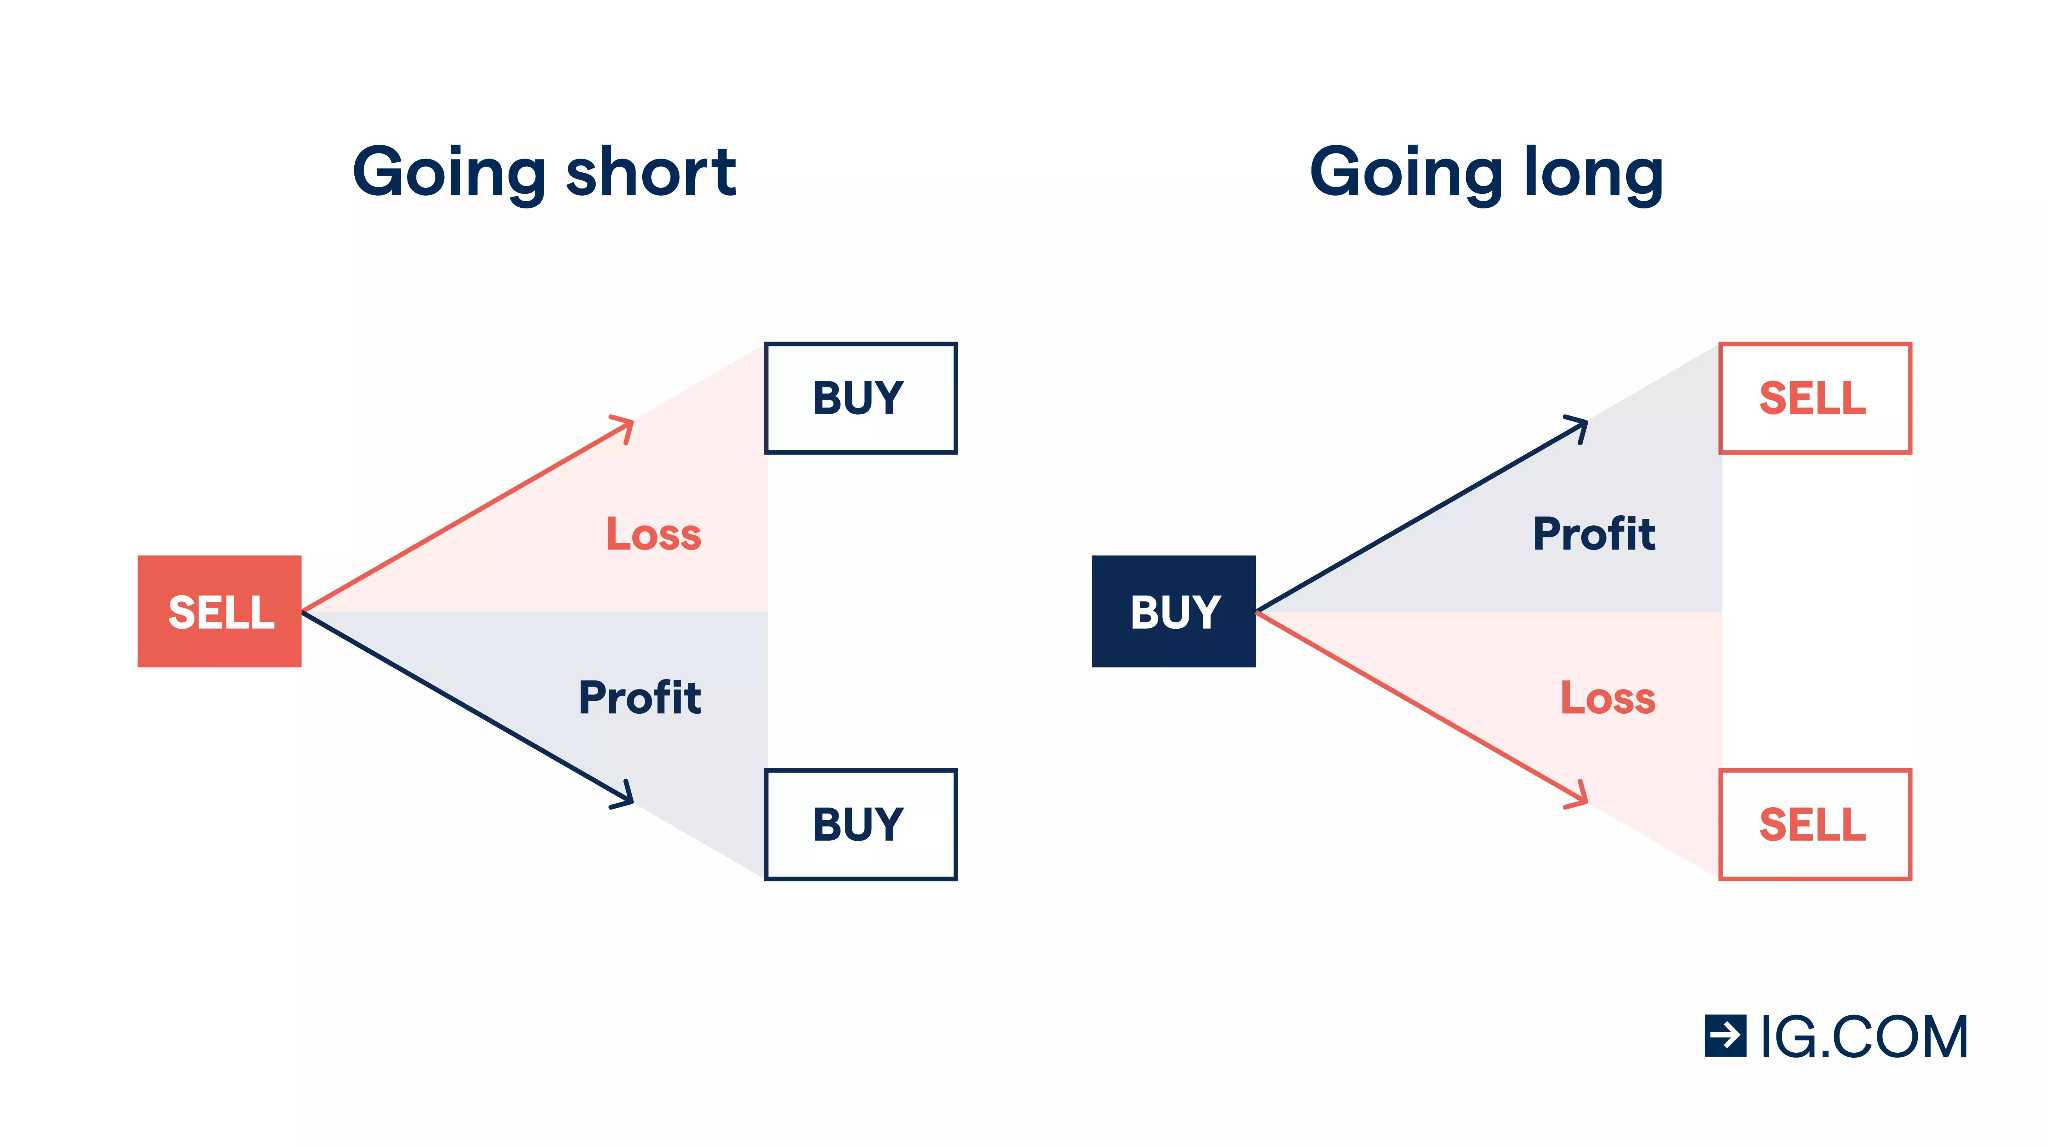 Going short
BUY
Loss
SELL
Profit
BUY
Going long
SELL
Profit
BUY
Loss
SELL
IG.COM